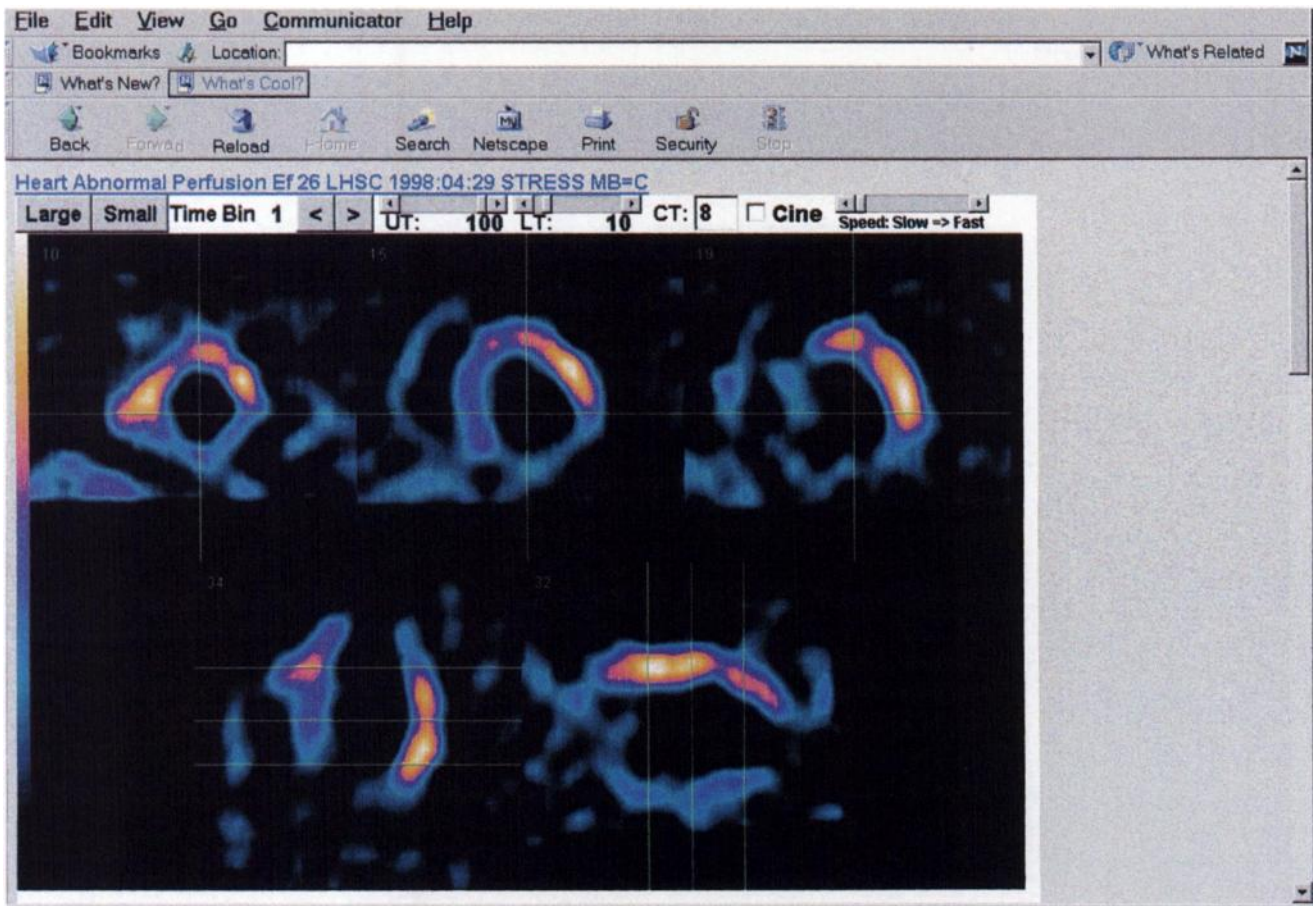 File Edit View Go Communicator Help
Bookmarks Location: What's Related N
What's New? What's Cool?
Back Forward Reload Home Search Netscape Print Security Stop
My
Heart Abnormal Perfusion Ef 26 LHSC 1998:04:29 STRESS MB=C
Large Small Time Bin 1 < > UT: 100 LT: 10 CT: 8 Cine Speed: Slow => Fast
10 15 19
34 32